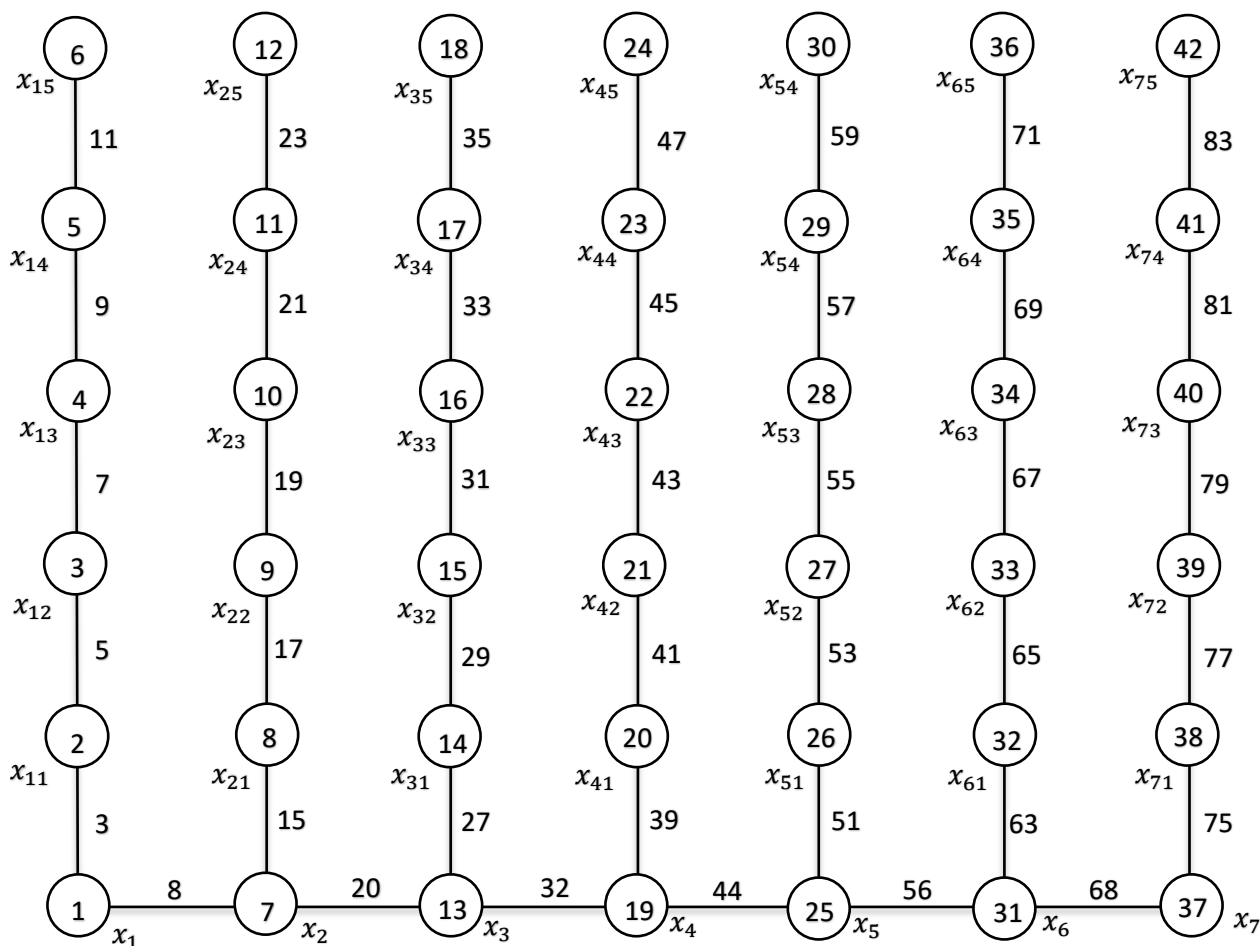 6 12 18 24 30 36 42
x₁₅ x₂₅ x₃₅ x₄₅ x₅₄ x₆₅ x₇₅
11 23 35 47 59 71 83
5 11 17 23 29 35 41
x₁₄ x₂₄ x₃₄ x₄₄ x₅₄ x₆₄ x₇₄
9 21 33 45 57 69 81
4 10 16 22 28 34 40
x₁₃ x₂₃ x₃₃ x₄₃ x₅₃ x₆₃ x₇₃
7 19 31 43 55 67 79
3 9 15 21 27 33 39
x₁₂ x₂₂ x₃₂ x₄₂ x₅₂ x₆₂ x₇₂
5 17 29 41 53 65 77
2 8 14 20 26 32 38
x₁₁ x₂₁ x₃₁ x₄₁ x₅₁ x₆₁ x₇₁
3 15 27 39 51 63 75
8 20 32 44 56 68
1 7 13 19 25 31 37
x₁ x₂ x₃ x₄ x₅ x₆ x₇